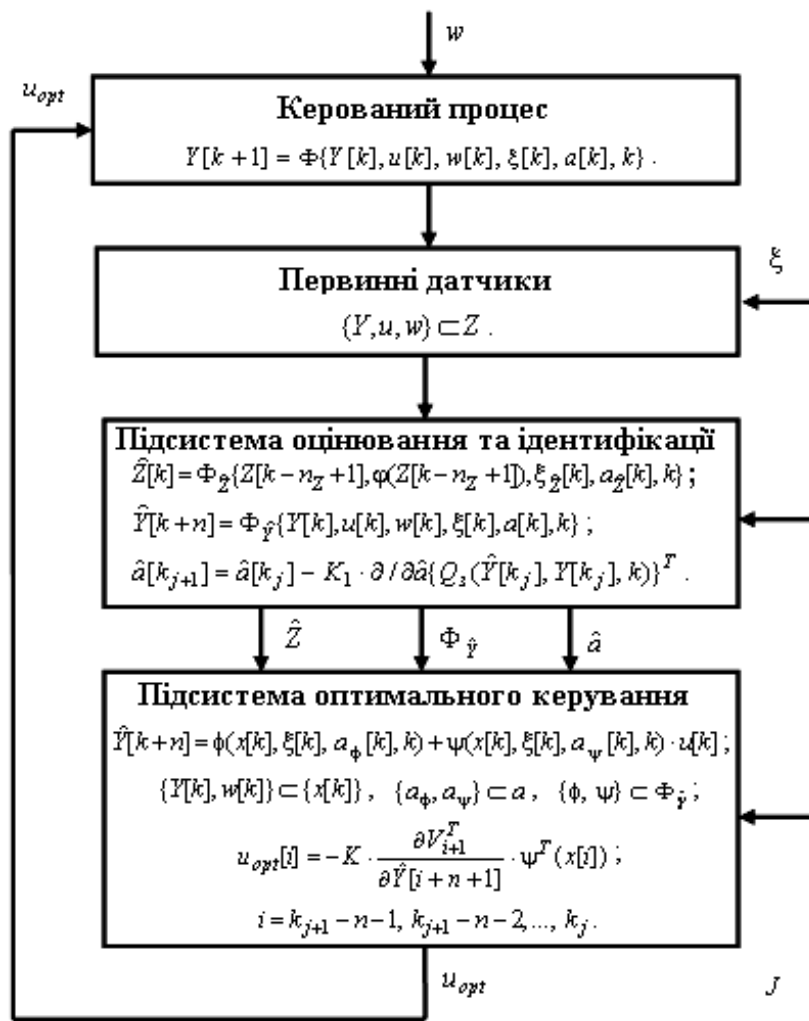 w
u_opt
Керований процес
Y[k+1] = Φ{Y[k], u[k], w[k], ξ[k], a[k], k} .
ξ
Первинні датчики
{Y, u, w} ⊂ Z .
Підсистема оцінювання та ідентифікації
Ẑ[k] = Φ_Ẑ{Z[k−n_Z+1], φ(Z[k−n_Z+1]), ξ_Ẑ[k], a_Ẑ[k], k} ;
Ŷ[k+n] = Φ_Ŷ{Y[k], u[k], w[k], ξ[k], a[k], k} ;
â[k_{j+1}] = â[k_j] − K_1 · ∂/∂â{Q_s(Ŷ[k_j], Y[k_j], k)}^T .
Ẑ Φ_Ŷ â
Підсистема оптимального керування
Ŷ[k+n] = ϕ(x[k], ξ[k], a_ϕ[k], k) + ψ(x[k], ξ[k], a_ψ[k], k) · u[k] ;
{Y[k], w[k]} ⊂ {x[k]} , {a_ϕ, a_ψ} ⊂ a, {ϕ, ψ} ⊂ Φ_Ŷ ;
u_opt[i] = −K · ∂V_{i+1}^T / ∂Ŷ[i+n+1] · ψ^T(x[i]) ;
i = k_{j+1} − n − 1, k_{j+1} − n − 2, ..., k_j .
u_opt
J